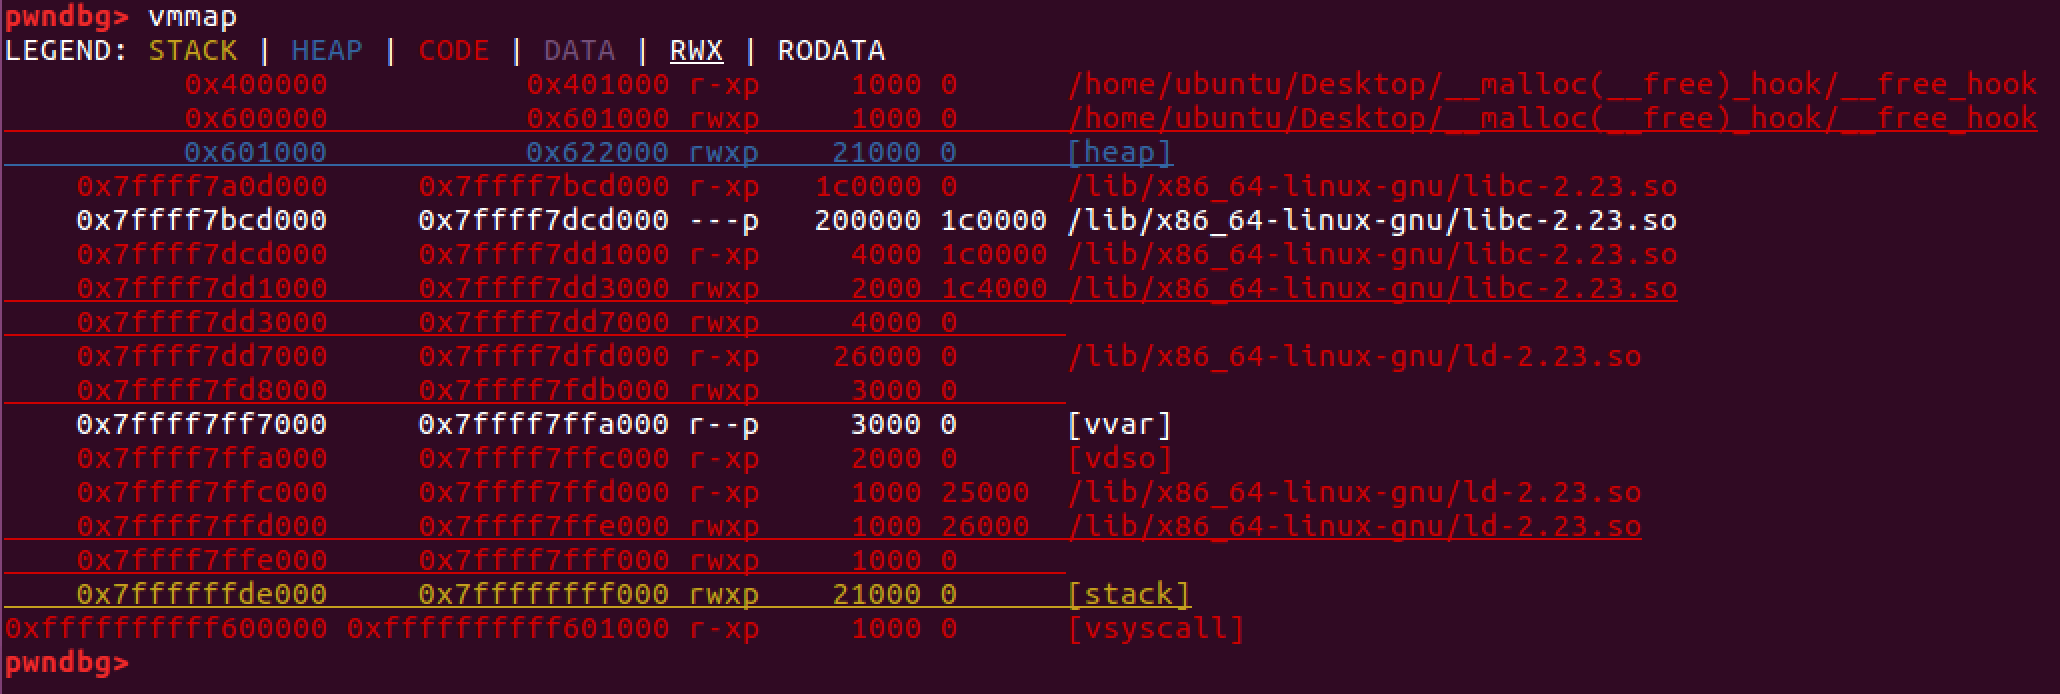 pwndbg> vmmap
LEGEND: STACK | HEAP | CODE | DATA | RWX | RODATA
0x400000 0x401000 r-xp 1000 0 /home/ubuntu/Desktop/__malloc(__free)_hook/__free_hook
0x600000 0x601000 rwxp 1000 0 /home/ubuntu/Desktop/__malloc(__free)_hook/__free_hook
0x601000 0x622000 rwxp 21000 0 [heap]
0x7ffff7a0d000 0x7ffff7bcd000 r-xp 1c0000 0 /lib/x86_64-linux-gnu/libc-2.23.so
0x7ffff7bcd000 0x7ffff7dcd000 ---p 200000 1c0000 /lib/x86_64-linux-gnu/libc-2.23.so
0x7ffff7dcd000 0x7ffff7dd1000 r-xp 4000 1c0000 /lib/x86_64-linux-gnu/libc-2.23.so
0x7ffff7dd1000 0x7ffff7dd3000 rwxp 2000 1c4000 /lib/x86_64-linux-gnu/libc-2.23.so
0x7ffff7dd3000 0x7ffff7dd7000 rwxp 4000 0
0x7ffff7dd7000 0x7ffff7dfd000 r-xp 26000 0 /lib/x86_64-linux-gnu/ld-2.23.so
0x7ffff7fd8000 0x7ffff7fdb000 rwxp 3000 0
0x7ffff7ff7000 0x7ffff7ffa000 r--p 3000 0 [vvar]
0x7ffff7ffa000 0x7ffff7ffc000 r-xp 2000 0 [vdso]
0x7ffff7ffc000 0x7ffff7ffd000 r-xp 1000 25000 /lib/x86_64-linux-gnu/ld-2.23.so
0x7ffff7ffd000 0x7ffff7ffe000 rwxp 1000 26000 /lib/x86_64-linux-gnu/ld-2.23.so
0x7ffff7ffe000 0x7ffff7fff000 rwxp 1000 0
0x7ffffffde000 0x7ffffffff000 rwxp 21000 0 [stack]
0xffffffffff600000 0xffffffffff601000 r-xp 1000 0 [vsyscall]
pwndbg>